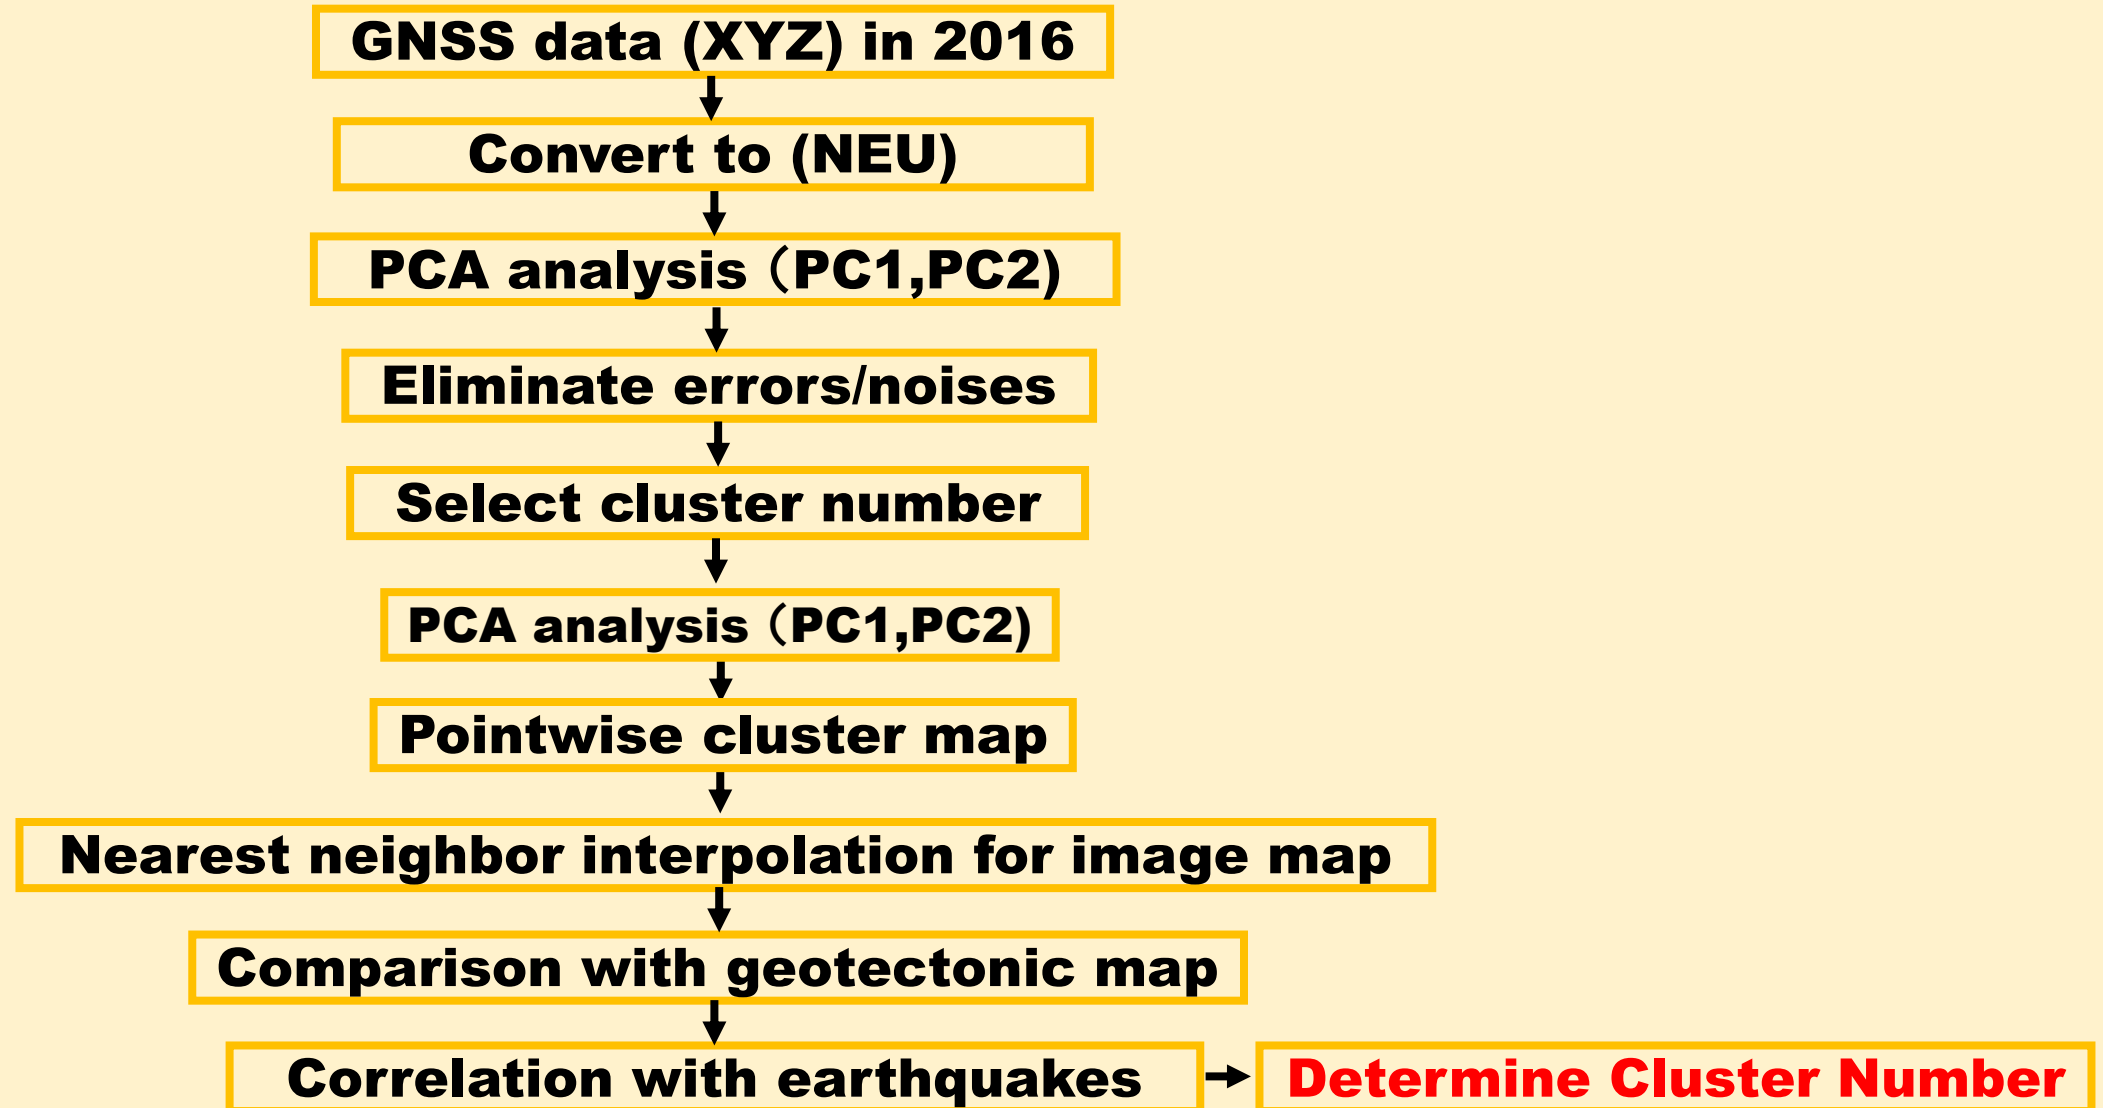 GNSS data (XYZ) in 2016
Convert to (NEU)
PCA analysis（PC1,PC2)
Eliminate errors/noises
Select cluster number
PCA analysis（PC1,PC2)
Pointwise cluster map
Nearest neighbor interpolation for image map
Comparison with geotectonic map
Correlation with earthquakes
Determine Cluster Number